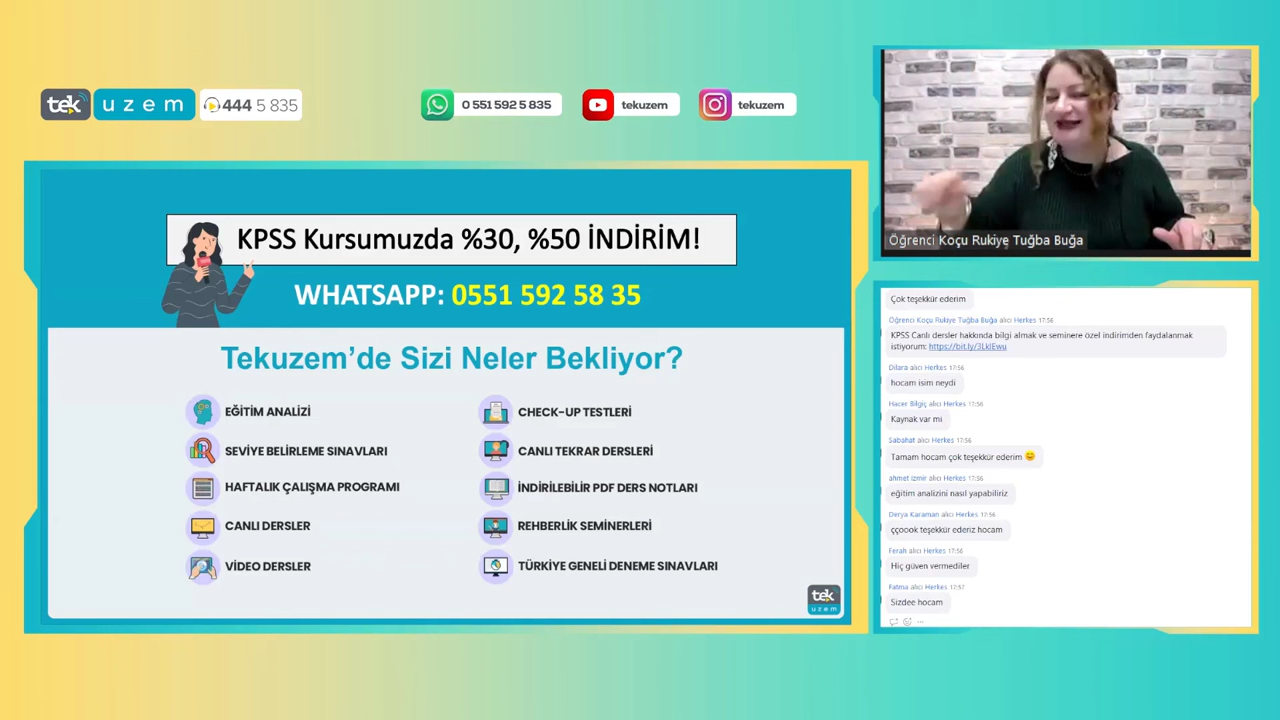 tek uzem 444 5 835
0 551 592 5 835
tekuzem
tekuzem
KPSS Kursumuzda %30, %50 İNDİRİM!
WHATSAPP: 0551 592 58 35
Tekuzem’de Sizi Neler Bekliyor?
EĞİTİM ANALİZİ
SEVİYE BELİRLEME SINAVLARI
HAFTALIK ÇALIŞMA PROGRAMI
CANLI DERSLER
VİDEO DERSLER
CHECK-UP TESTLERİ
CANLI TEKRAR DERSLERİ
İNDİRİLEBİLİR PDF DERS NOTLARI
REHBERLİK SEMİNERLERİ
TÜRKİYE GENELİ DENEME SINAVLARI
tek
uzem
Öğrenci Koçu Rukiye Tuğba Buğa
Çok teşekkür ederim
Öğrenci Koçu Rukiye Tuğba Buğa alıcı Herkes 17:56
KPSS Canlı dersler hakkında bilgi almak ve seminere özel indirimden faydalanmak
istiyorum: https://bit.ly/3LklEwu
Dilara alıcı Herkes 17:56
hocam isim neydi
Hacer Bilgiç alıcı Herkes 17:56
Kaynak var mı
Sabahat alıcı Herkes 17:56
Tamam hocam çok teşekkür ederim 😊
ahmet izmir alıcı Herkes 17:56
eğitim analizini nasıl yapabiliriz
Derya Karaman alıcı Herkes 17:56
ççoook teşekkür ederiz hocam
Ferah alıcı Herkes 17:56
Hiç güven vermediler
Fatma alıcı Herkes 17:57
Sizdee hocam